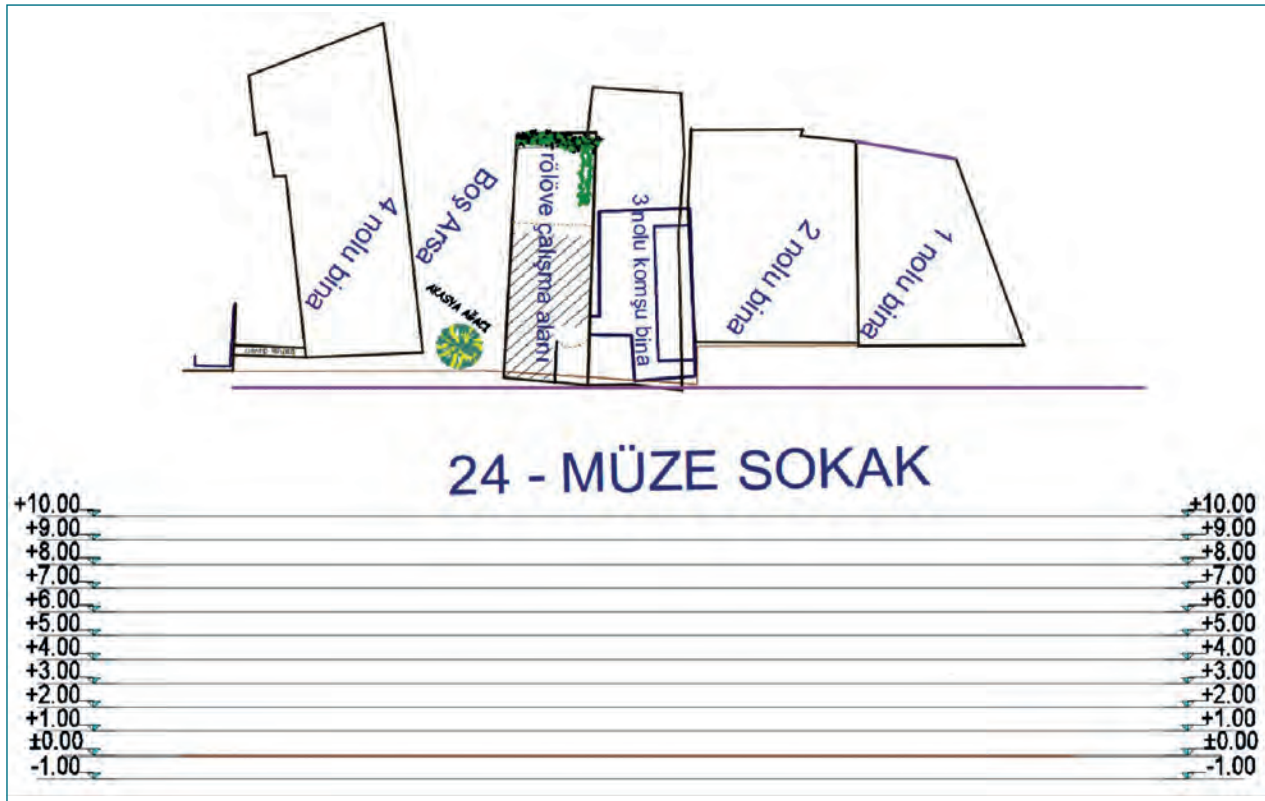 4 nolu bina
Boş Arsa
AKASYA AĞACI
rölöve çalışma alanı
3 nolu komşu bina
2 nolu bina
1 nolu bina
24 - MÜZE SOKAK
+10.00 +10.00
+9.00 +9.00
+8.00 +8.00
+7.00 +7.00
+6.00 +6.00
+5.00 +5.00
+4.00 +4.00
+3.00 +3.00
+2.00 +2.00
+1.00 +1.00
±0.00 ±0.00
-1.00 -1.00